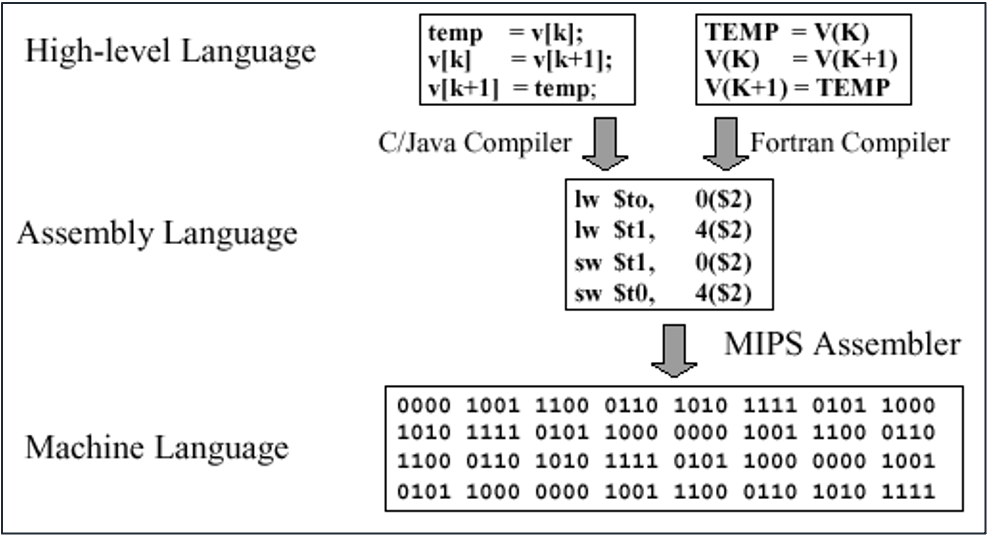 High-level Language
temp = v[k];
v[k] = v[k+1];
v[k+1] = temp;
TEMP = V(K)
V(K) = V(K+1)
V(K+1) = TEMP
C/Java Compiler
Fortran Compiler
Assembly Language
lw $to, 0($2)
lw $t1, 4($2)
sw $t1, 0($2)
sw $t0, 4($2)
MIPS Assembler
Machine Language
0000 1001 1100 0110 1010 1111 0101 1000
1010 1111 0101 1000 0000 1001 1100 0110
1100 0110 1010 1111 0101 1000 0000 1001
0101 1000 0000 1001 1100 0110 1010 1111